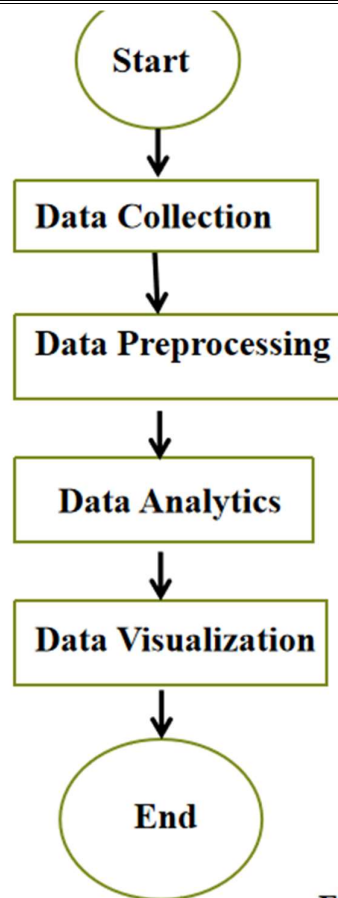 Start
Data Collection
Data Preprocessing
Data Analytics
Data Visualization
End